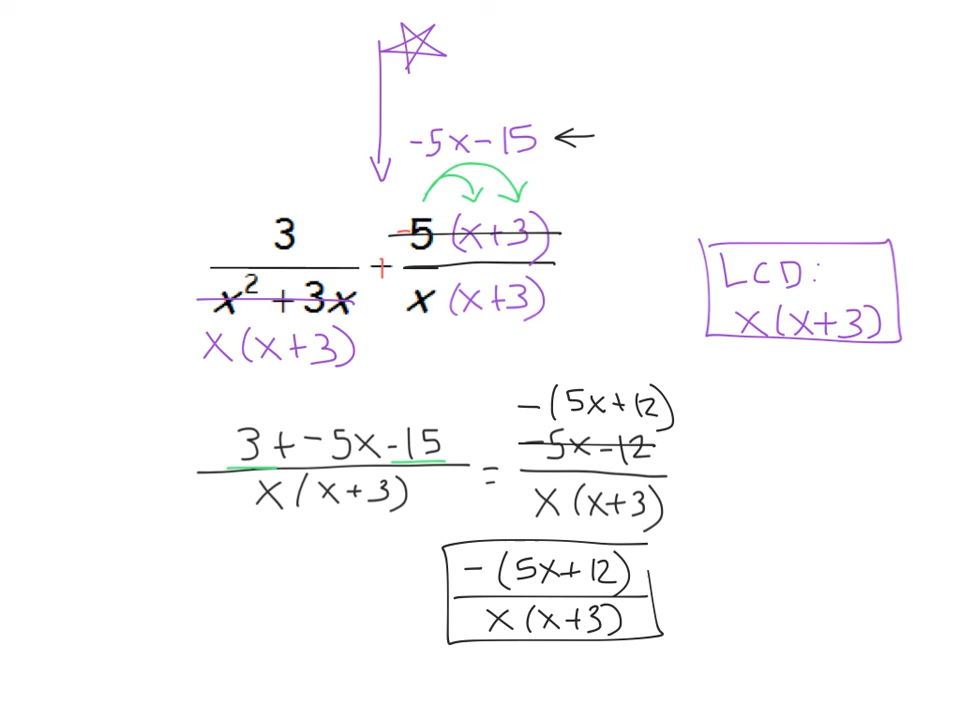 -5x-15 ←
3 / (x² + 3x) + -5 (x+3) / x (x+3)
x(x+3)
LCD:
x(x+3)
-(5x+12)
(3 + -5x -15) / x(x+3) = -5x-12 / x(x+3)
-(5x+12) / x(x+3)